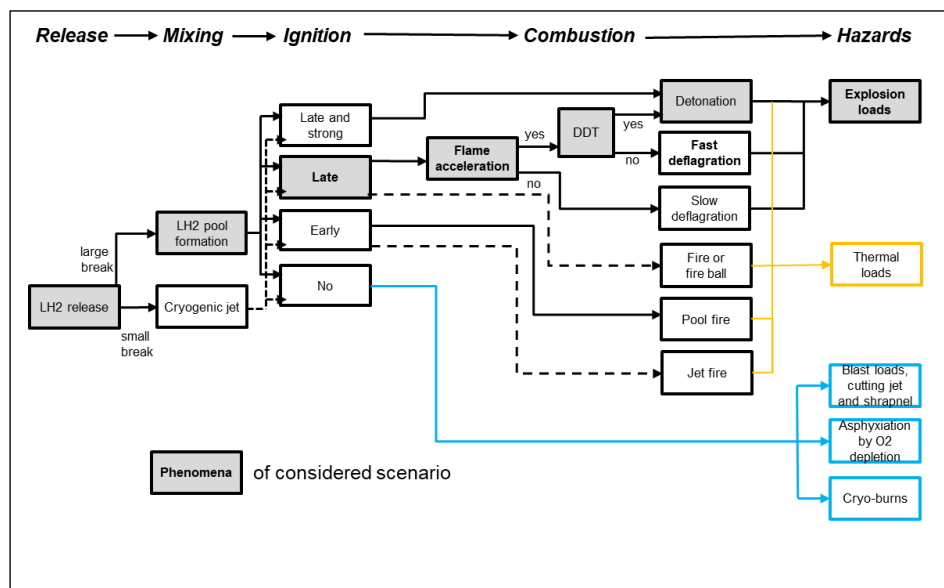 Release
Mixing
Ignition
Combustion
Hazards
Late and
strong
Late
Early
No
Flame
acceleration
yes
no
DDT
yes
no
Detonation
Fast
deflagration
Slow
deflagration
Explosion
loads
LH2 pool
formation
large
break
LH2 release
small
break
Cryogenic jet
Fire or
fire ball
Thermal
loads
Pool fire
Jet fire
Blast loads,
cutting jet
and shrapnel
Asphyxiation
by O2
depletion
Cryo-burns
Phenomena
of considered scenario